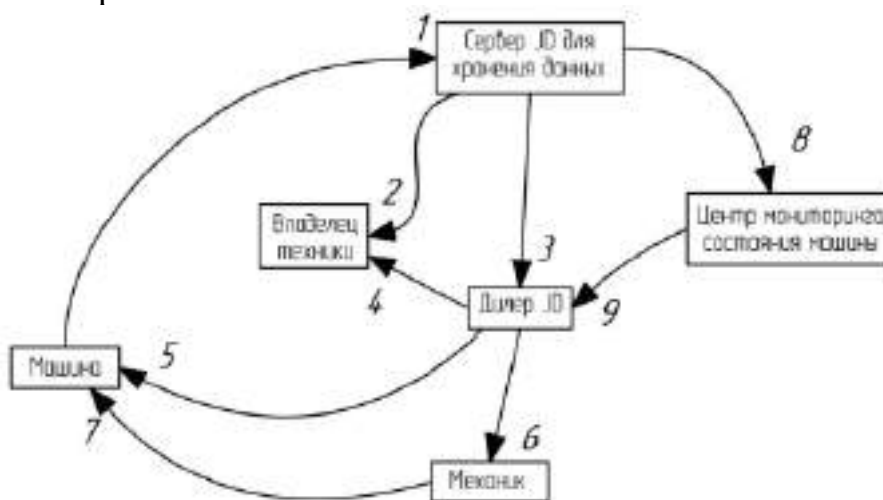 1
Сервер JD для
хранения данных
8
2
Владелец
техники
Центр мониторинга
состояния машины
3
4
Дилер JD
9
5
Машина
7
6
Механик